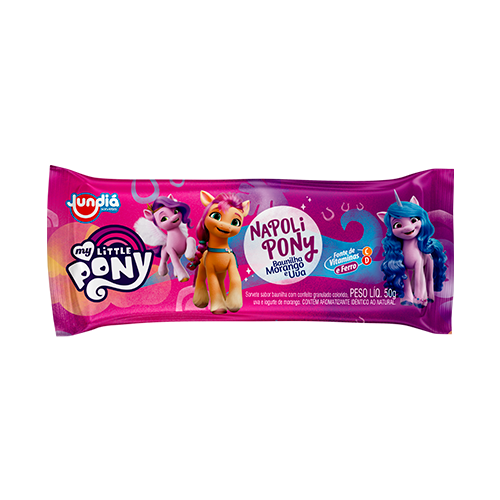 Jundiá
my LITTLE
PONY
NAPOLI
PONY
Baunilha
Morango
e Uva
Fonte de
Vitaminas
e Ferro
C
D
Sorvete sabor baunilha com confeito granulado colorido,
uva e iogurte de morango. CONTÉM AROMATIZANTE IDÊNTICO AO NATURAL.
PESO LÍQ. 50g